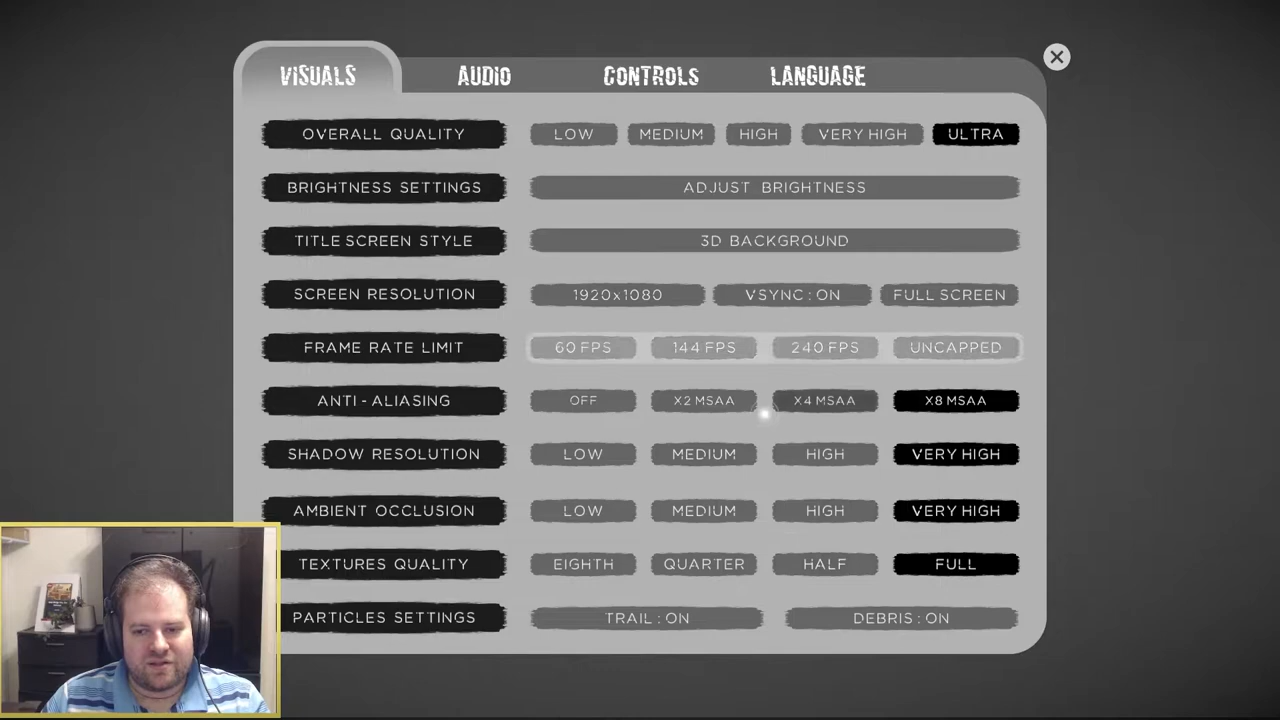 VISUALS AUDIO CONTROLS LANGUAGE
OVERALL QUALITY LOW MEDIUM HIGH VERY HIGH ULTRA
BRIGHTNESS SETTINGS ADJUST BRIGHTNESS
TITLE SCREEN STYLE 3D BACKGROUND
SCREEN RESOLUTION 1920x1080 VSYNC : ON FULL SCREEN
FRAME RATE LIMIT 60 FPS 144 FPS 240 FPS UNCAPPED
ANTI - ALIASING OFF X2 MSAA X4 MSAA X8 MSAA
SHADOW RESOLUTION LOW MEDIUM HIGH VERY HIGH
AMBIENT OCCLUSION LOW MEDIUM HIGH VERY HIGH
TEXTURES QUALITY EIGHTH QUARTER HALF FULL
PARTICLES SETTINGS TRAIL : ON DEBRIS : ON